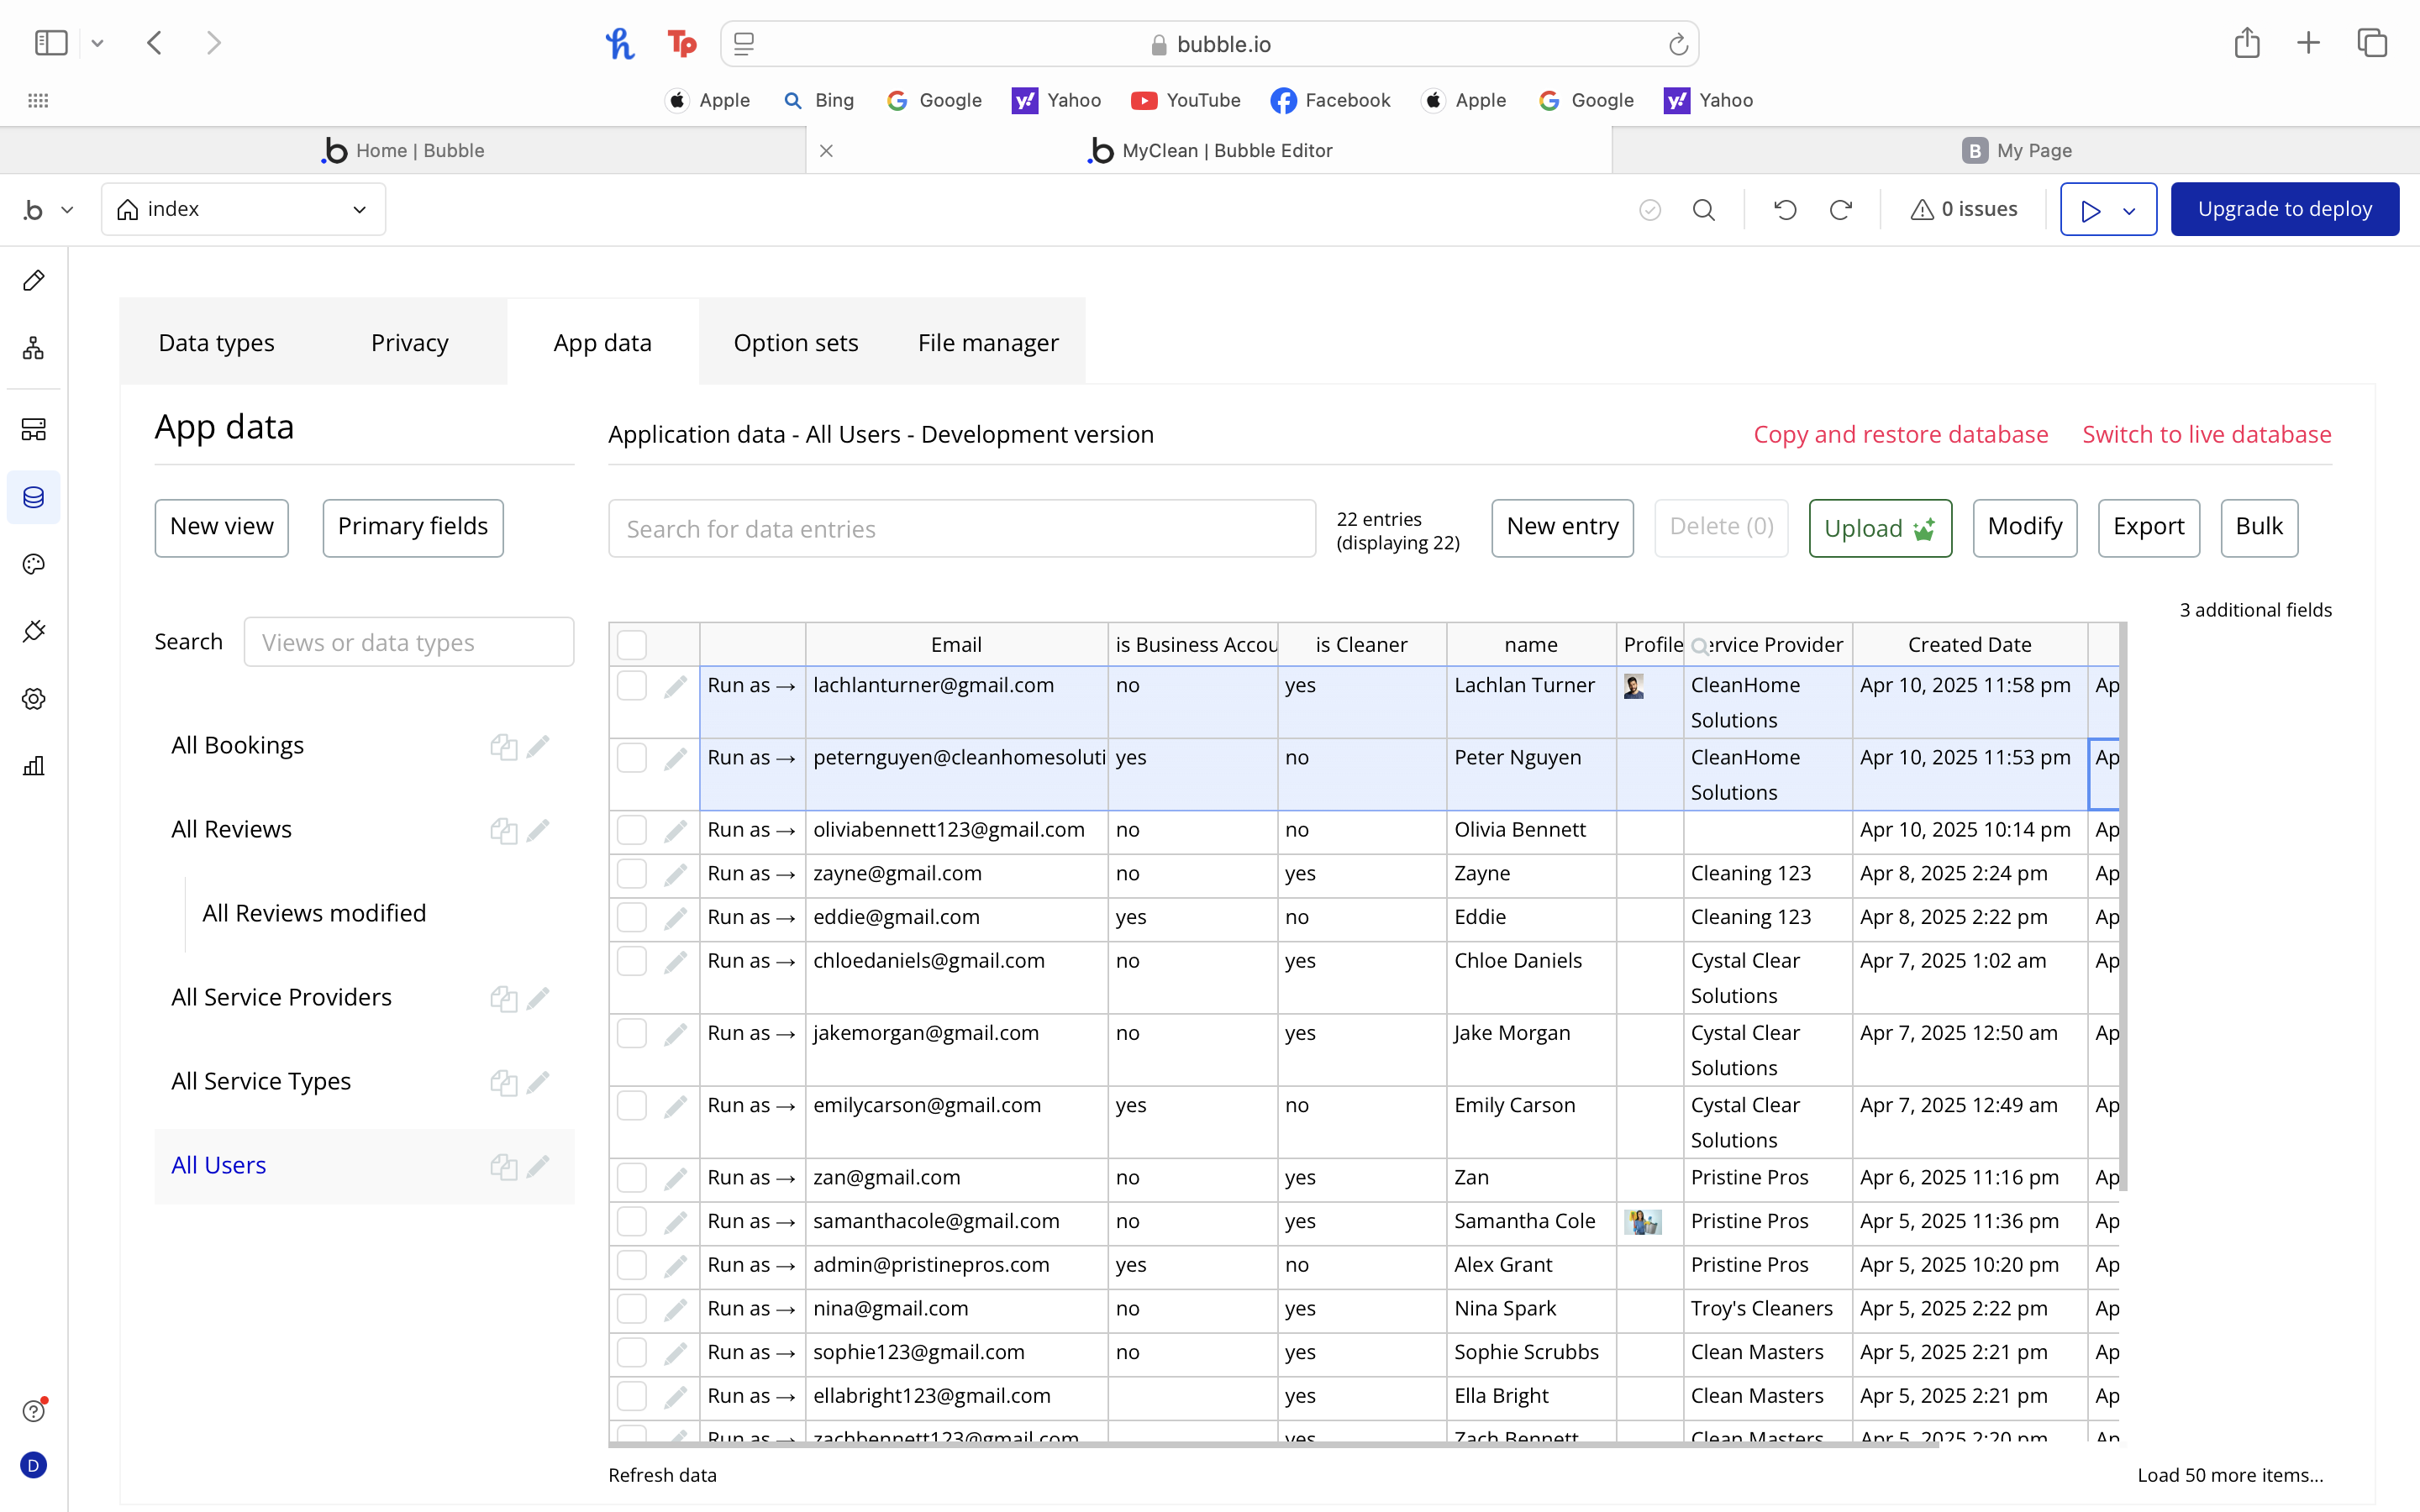 bubble.io
Apple Bing Google Yahoo YouTube Facebook Apple Google Yahoo
Home | Bubble MyClean | Bubble Editor B My Page
index 0 issues Upgrade to deploy
Data types Privacy App data Option sets File manager
App data Application data - All Users - Development version Copy and restore database Switch to live database
New view Primary fields Search for data entries 22 entries (displaying 22) New entry Delete (0) Upload Modify Export Bulk
3 additional fields
Search Views or data types
All Bookings
All Reviews
All Reviews modified
All Service Providers
All Service Types
All Users
Email is Business Accou is Cleaner name Profile rvice Provider Created Date
Run as → lachlanturner@gmail.com no yes Lachlan Turner CleanHome Solutions Apr 10, 2025 11:58 pm Ap
Run as → peternguyen@cleanhomesoluti yes no Peter Nguyen CleanHome Solutions Apr 10, 2025 11:53 pm Ap
Run as → oliviabennett123@gmail.com no no Olivia Bennett Apr 10, 2025 10:14 pm Ap
Run as → zayne@gmail.com no yes Zayne Cleaning 123 Apr 8, 2025 2:24 pm Ap
Run as → eddie@gmail.com yes no Eddie Cleaning 123 Apr 8, 2025 2:22 pm Ap
Run as → chloedaniels@gmail.com no yes Chloe Daniels Cystal Clear Solutions Apr 7, 2025 1:02 am Ap
Run as → jakemorgan@gmail.com no yes Jake Morgan Cystal Clear Solutions Apr 7, 2025 12:50 am Ap
Run as → emilycarson@gmail.com yes no Emily Carson Cystal Clear Solutions Apr 7, 2025 12:49 am Ap
Run as → zan@gmail.com no yes Zan Pristine Pros Apr 6, 2025 11:16 pm Ap
Run as → samanthacole@gmail.com no yes Samantha Cole Pristine Pros Apr 5, 2025 11:36 pm Ap
Run as → admin@pristinepros.com yes no Alex Grant Pristine Pros Apr 5, 2025 10:20 pm Ap
Run as → nina@gmail.com no yes Nina Spark Troy's Cleaners Apr 5, 2025 2:22 pm Ap
Run as → sophie123@gmail.com no yes Sophie Scrubbs Clean Masters Apr 5, 2025 2:21 pm Ap
Run as → ellabright123@gmail.com yes Ella Bright Clean Masters Apr 5, 2025 2:21 pm Ap
Run as → zachbennett123@gmail.com yes Zach Bennett Clean Masters Apr 5, 2025 2:20 pm Ap
Refresh data Load 50 more items...
D